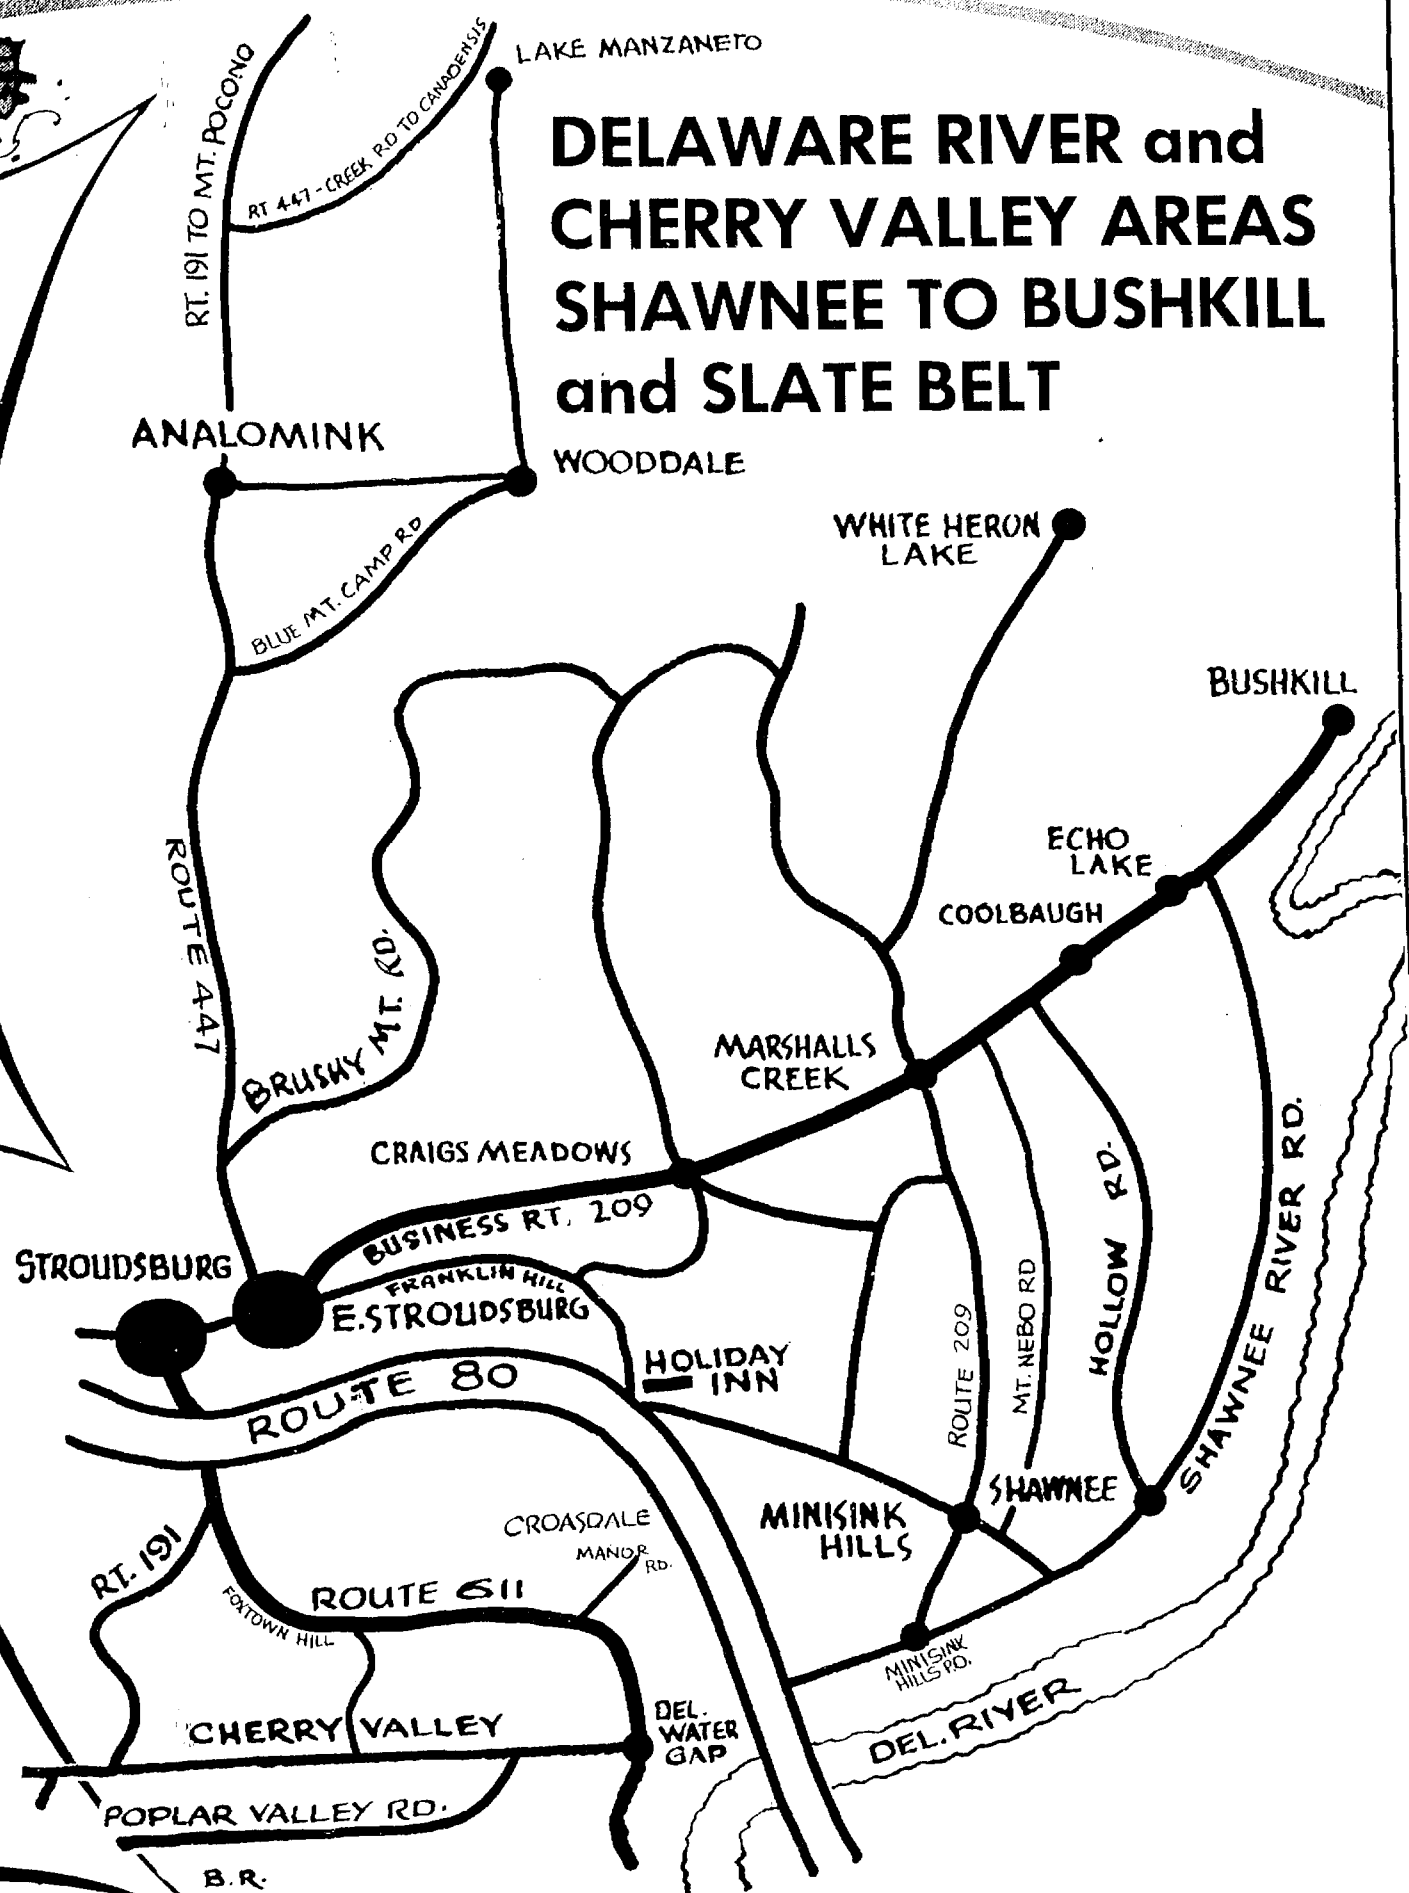 LAKE MANZANETO
RT. 191 TO MT. POCONO
RT 447-CREEK RD TO CANADENSIS
DELAWARE RIVER and
CHERRY VALLEY AREAS
SHAWNEE TO BUSHKILL
and SLATE BELT
ANALOMINK
WOODDALE
BLUE MT. CAMP RD
WHITE HERON
LAKE
BUSHKILL
ROUTE 447
ECHO
LAKE
COOLBAUGH
BRUSHY MT. RD.
MARSHALLS
CREEK
CRAIGS MEADOWS
BUSINESS RT. 209
HOLLOW RD.
SHAWNEE RIVER RD.
STROUDSBURG
FRANKLIN HILL
E.STROUDSBURG
MT. NEBO RD
ROUTE 209
HOLIDAY
INN
ROUTE 80
SHAWNEE
MINISINK
HILLS
CROASDALE
MANOR
RD.
RT. 191
ROUTE 611
FOXTOWN HILL
MINISINK
HILLS P.O.
DEL. RIVER
CHERRY VALLEY
DEL.
WATER
GAP
POPLAR VALLEY RD.
B.R.